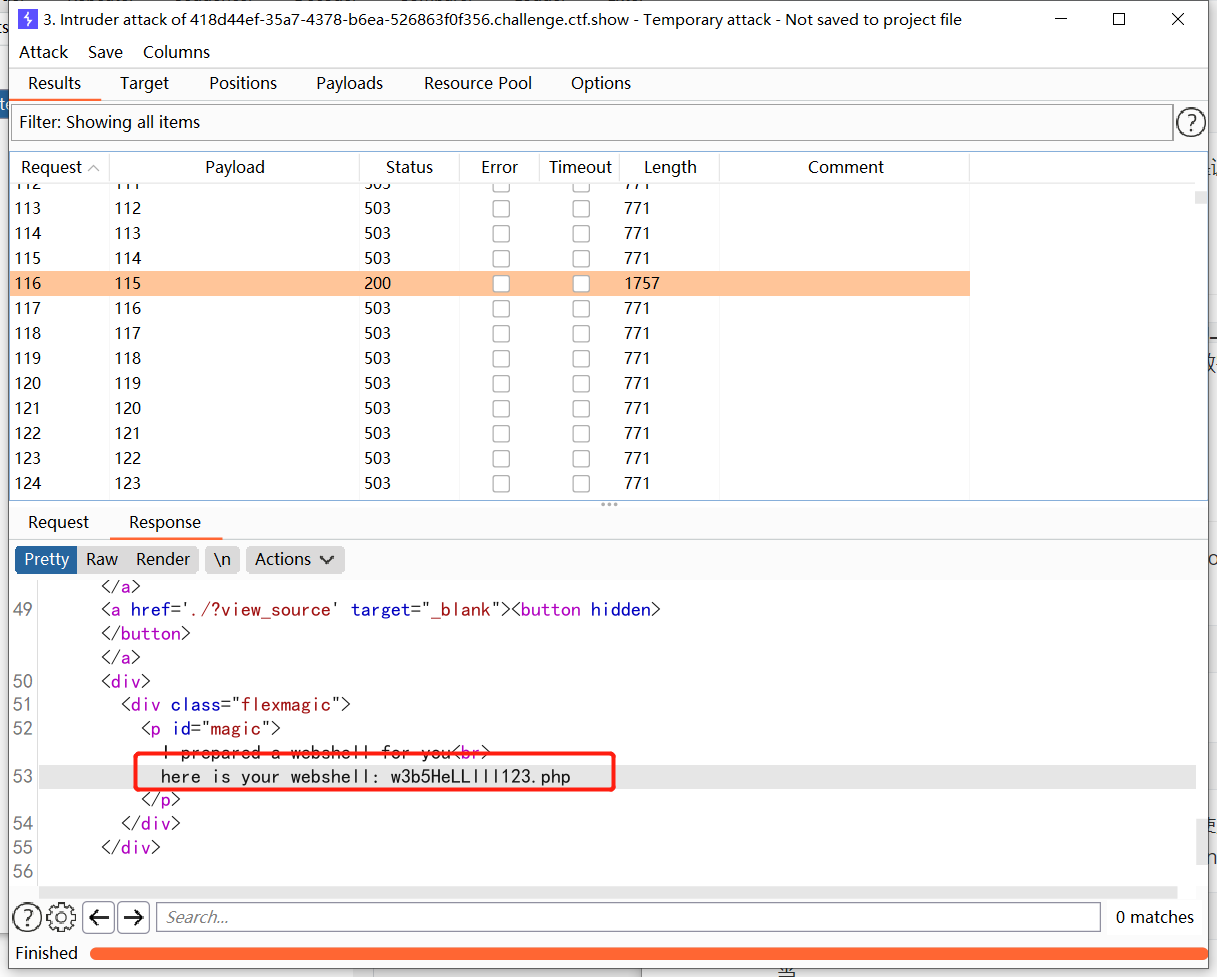 3. Intruder attack of 418d44ef-35a7-4378-b6ea-526863f0f356.challenge.ctf.show - Temporary attack - Not saved to project file
Attack Save Columns
Results Target Positions Payloads Resource Pool Options
Filter: Showing all items
Request Payload Status Error Timeout Length Comment
112 111 503 771
113 112 503 771
114 113 503 771
115 114 503 771
116 115 200 1757
117 116 503 771
118 117 503 771
119 118 503 771
120 119 503 771
121 120 503 771
122 121 503 771
123 122 503 771
124 123 503 771
Request Response
Pretty Raw Render \n Actions
</a>
49 <a href='./?view_source' target="_blank"><button hidden>
</button>
</a>
50 <div>
51 <div class="flexmagic">
52 <p id="magic">
I prepared a webshell for you<br>
53 here is your webshell: w3b5HeLLlll123.php
</p>
54 </div>
55 </div>
56
Search...
0 matches
Finished